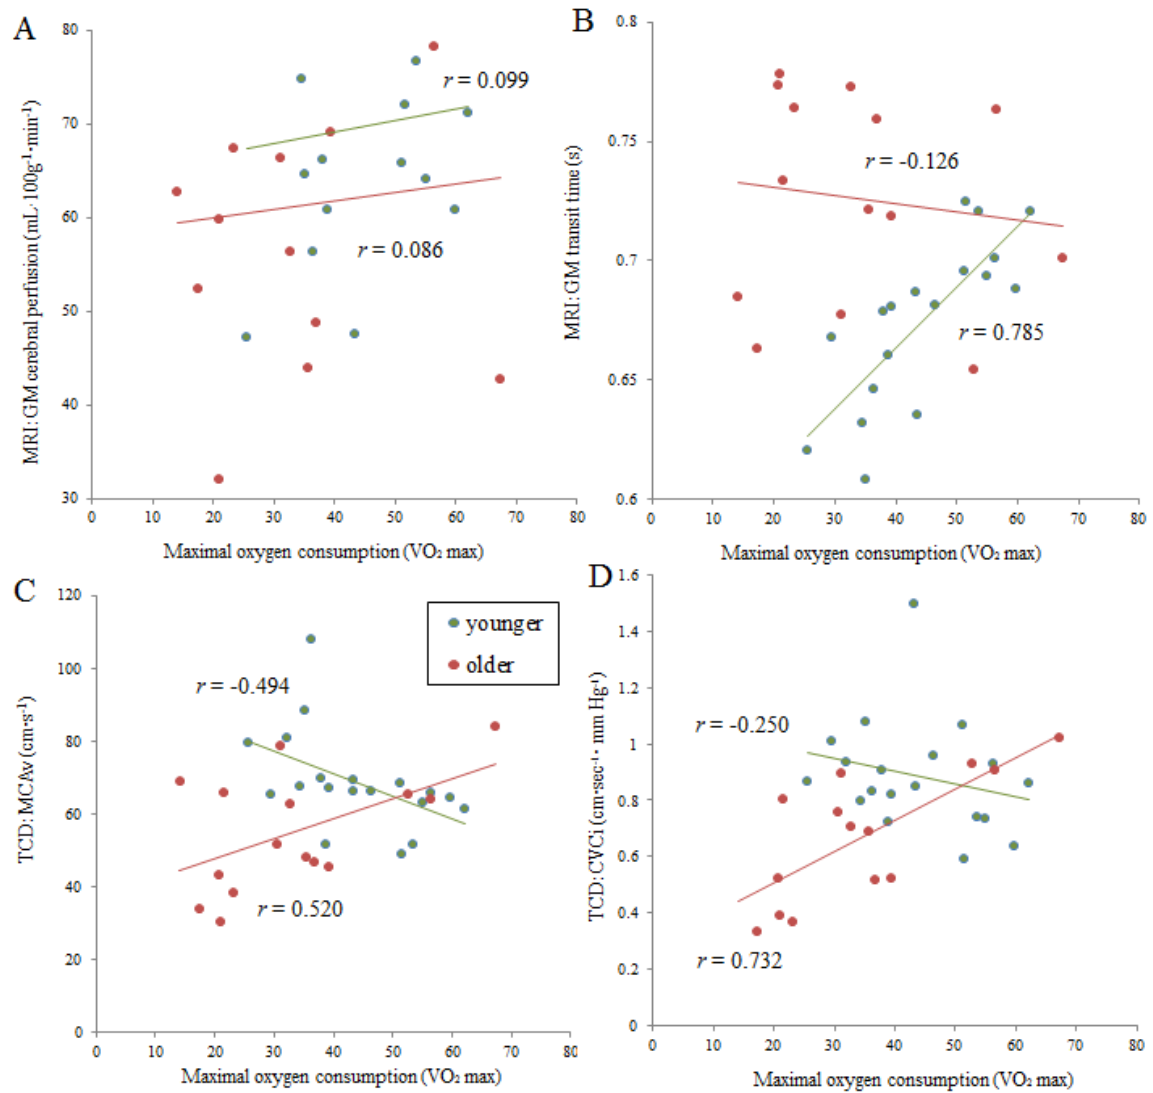 A
MRI: GM cerebral perfusion (mL·100g-1·min-1)
80
70
60
50
40
30
r = 0.099
r = 0.086
0 10 20 30 40 50 60 70 80
Maximal oxygen consumption (VO₂ max)
B
MRI: GM transit time (s)
0.8
0.75
0.7
0.65
0.6
r = -0.126
r = 0.785
0 10 20 30 40 50 60 70 80
Maximal oxygen consumption (VO₂ max)
C
TCD: MCAv (cm·s-1)
120
100
80
60
40
20
0
younger
older
r = -0.494
r = 0.520
0 10 20 30 40 50 60 70 80
Maximal oxygen consumption (VO₂ max)
D
TCD: CVCi (cm·sec-1· mm Hg-1)
1.6
1.4
1.2
1
0.8
0.6
0.4
0.2
0
r = -0.250
r = 0.732
0 10 20 30 40 50 60 70 80
Maximal oxygen consumption (VO₂ max)